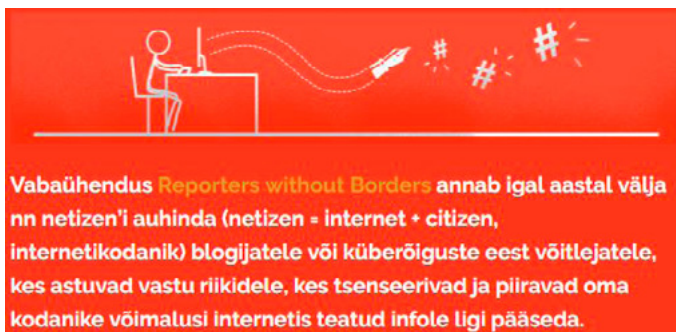 # # #
Vabaühendus Reporters without Borders annab igal aastal välja
nn netizen'i auhinda (netizen = internet + citizen,
internetikodanik) blogijatele või küberõiguste eest võitlejatele,
kes astuvad vastu riikidele, kes tsenseerivad ja piiravad oma
kodanike võimalusi internetis teatud infole ligi pääseda.